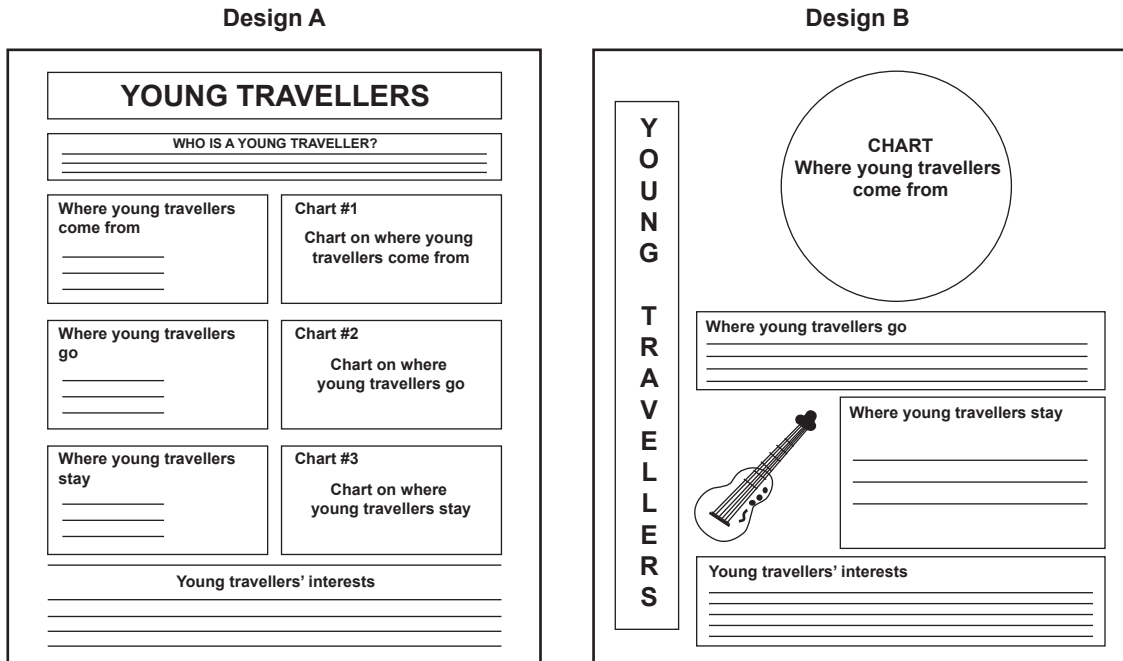 Design A
YOUNG TRAVELLERS
WHO IS A YOUNG TRAVELLER?
Where young travellers
come from
Chart #1
Chart on where young
travellers come from
Where young travellers
go
Chart #2
Chart on where
young travellers go
Where young travellers
stay
Chart #3
Chart on where
young travellers stay
Young travellers’ interests
Design B
Y
O
U
N
G
T
R
A
V
E
L
L
E
R
S
CHART
Where young travellers
come from
Where young travellers go
Where young travellers stay
Young travellers’ interests